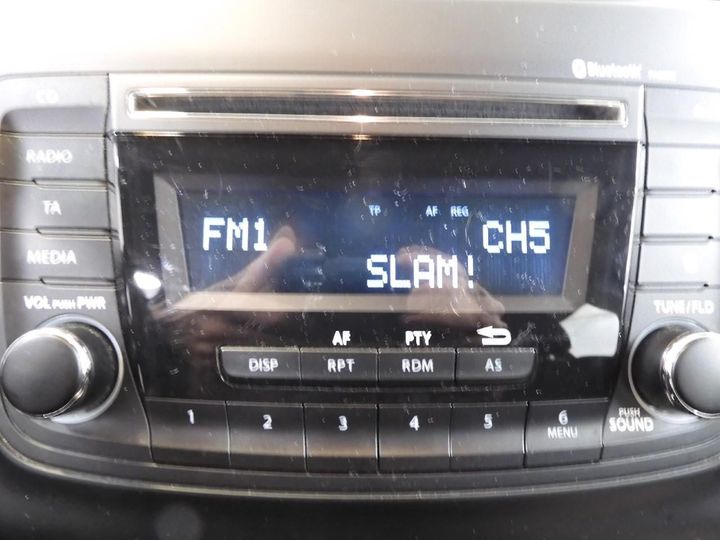 Bluetooth
CD
RADIO
TA
MEDIA
VOL PUSH PWR
TP AF REG
FM1 CH5
SLAM!
TUNE/FLD
AF PTY
DISP RPT RDM AS
1 2 3 4 5 6
MENU
PUSH
SOUND